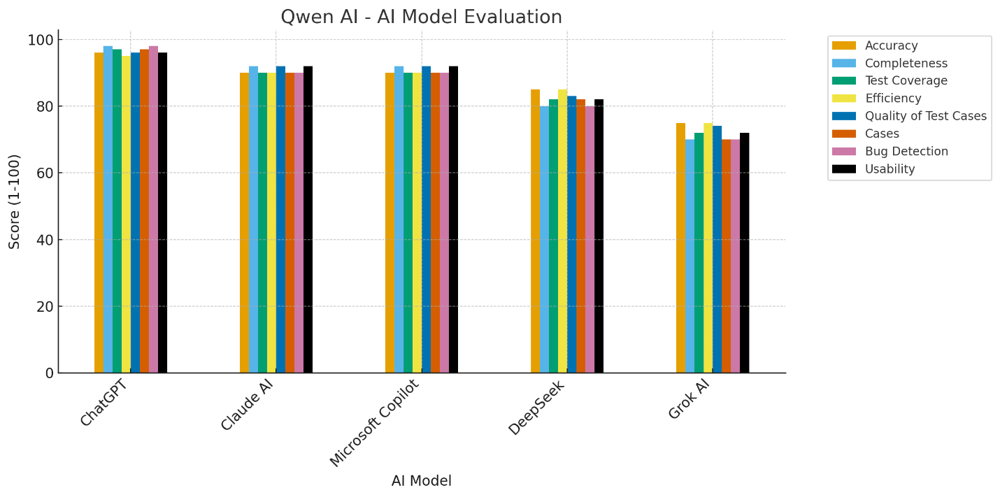 Qwen AI - AI Model Evaluation
Score (1-100)
100
80
60
40
20
0
ChatGPT
Claude AI
Microsoft Copilot
DeepSeek
Grok AI
AI Model
Accuracy
Completeness
Test Coverage
Efficiency
Quality of Test Cases
Cases
Bug Detection
Usability